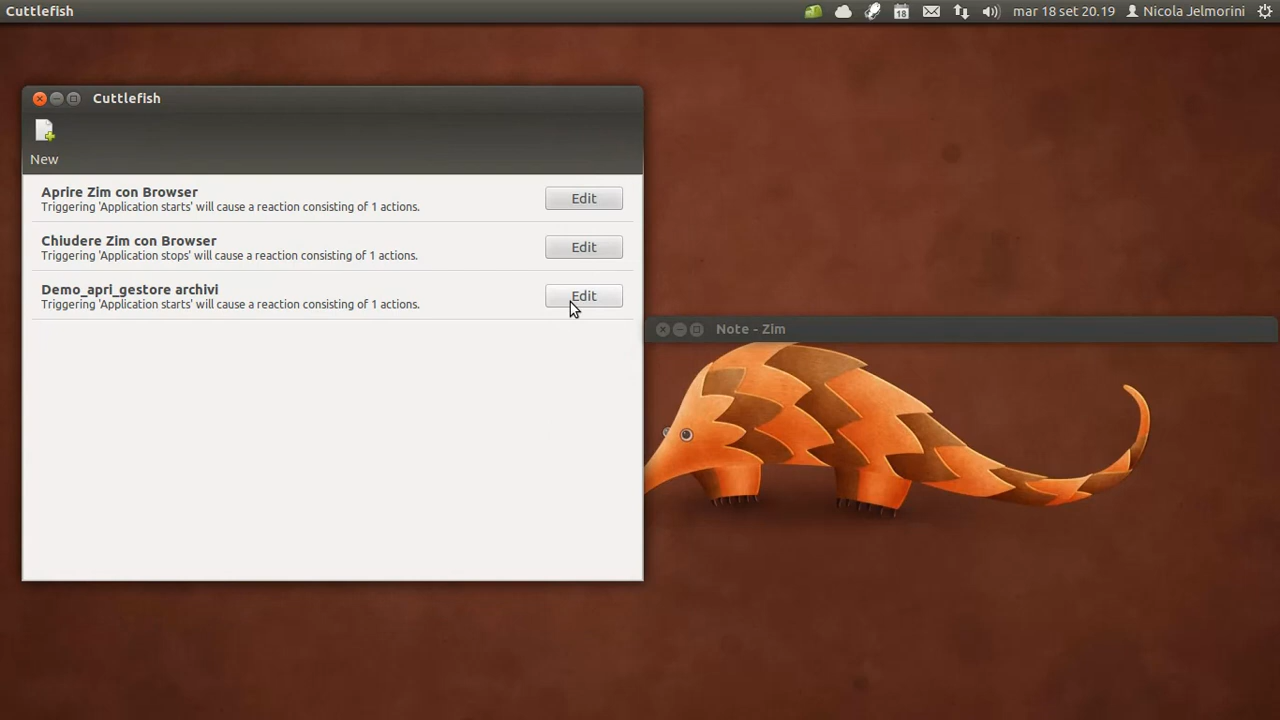 Cuttlefish
18
mar 18 set 20.19
Nicola Jelmorini
Cuttlefish
New
Aprire Zim con Browser
Triggering 'Application starts' will cause a reaction consisting of 1 actions.
Edit
Chiudere Zim con Browser
Triggering 'Application stops' will cause a reaction consisting of 1 actions.
Edit
Demo_apri_gestore archivi
Triggering 'Application starts' will cause a reaction consisting of 1 actions.
Edit
Note - Zim